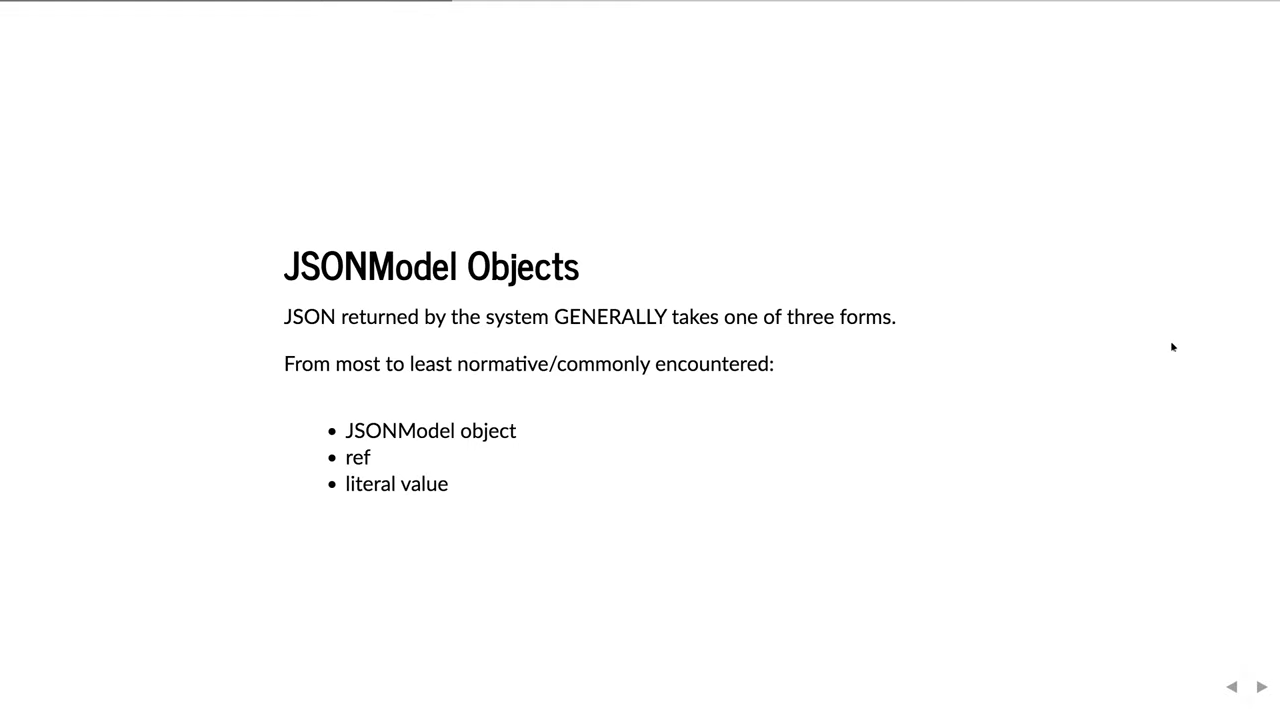 JSONModel Objects
JSON returned by the system GENERALLY takes one of three forms.
From most to least normative/commonly encountered:
• JSONModel object
• ref
• literal value